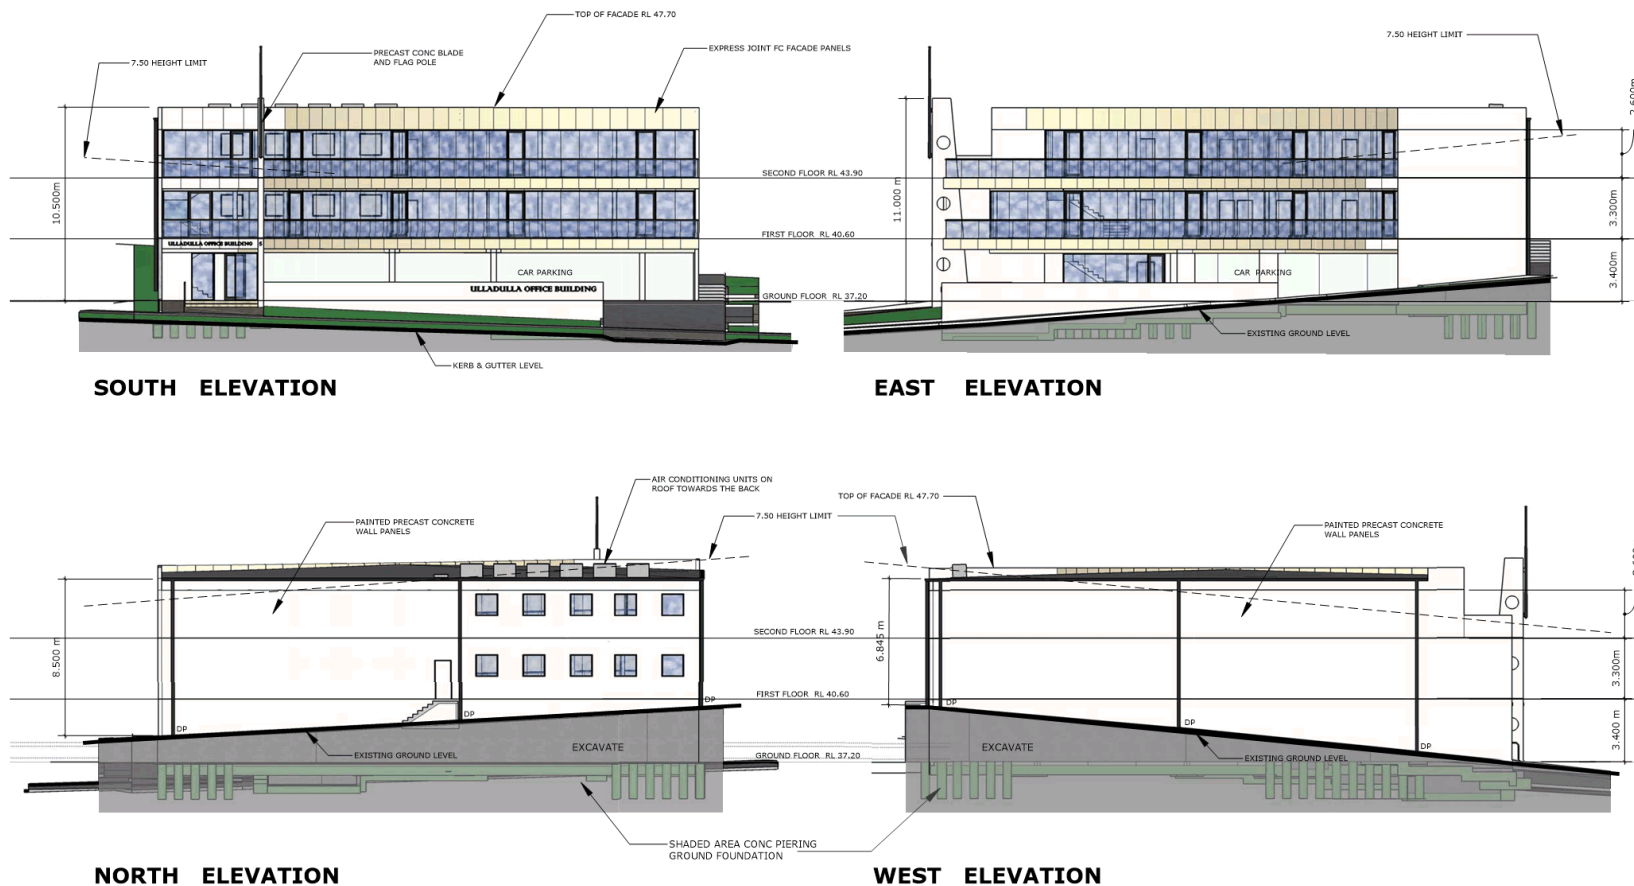 TOP OF FACADE RL 47.70
PRECAST CONC BLADE
AND FLAG POLE
EXPRESS JOINT FC FACADE PANELS
7.50 HEIGHT LIMIT
7.50 HEIGHT LIMIT
10.500m
11.000 m
SECOND FLOOR RL 43.90
3.300m
FIRST FLOOR RL 40.60
ULLADULLA OFFICE BUILDING
3.400m
CAR PARKING
CAR PARKING
ULLADULLA OFFICE BUILDING
GROUND FLOOR RL 37.20
EXISTING GROUND LEVEL
KERB & GUTTER LEVEL
SOUTH ELEVATION
EAST ELEVATION
AIR CONDITIONING UNITS ON
ROOF TOWARDS THE BACK
TOP OF FACADE RL 47.70
7.50 HEIGHT LIMIT
PAINTED PRECAST CONCRETE
WALL PANELS
PAINTED PRECAST CONCRETE
WALL PANELS
8.500 m
6.845 m
SECOND FLOOR RL 43.90
3.300m
FIRST FLOOR RL 40.60
3.400 m
DP
DP
DP
DP
DP
EXCAVATE
EXCAVATE
EXISTING GROUND LEVEL
GROUND FLOOR RL 37.20
EXISTING GROUND LEVEL
SHADED AREA CONC PIERING
GROUND FOUNDATION
NORTH ELEVATION
WEST ELEVATION